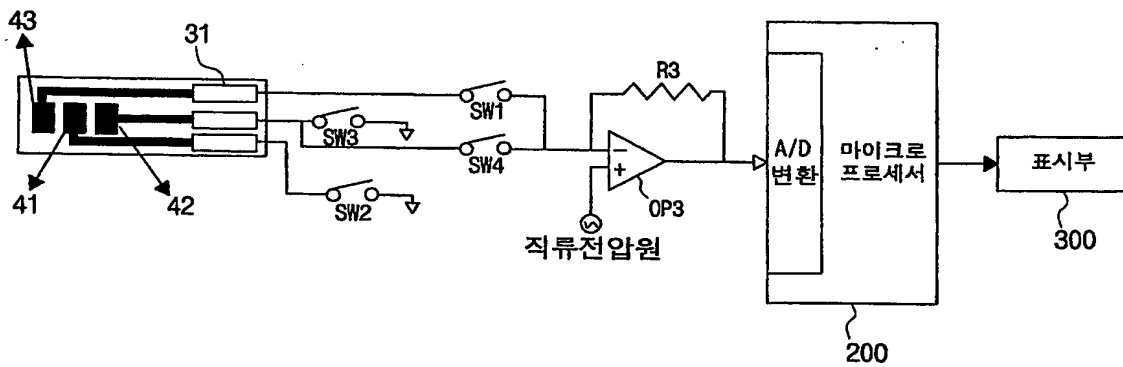 43
31
R3
SW1
SW3
SW4
SW2
41
42
OP3
직류전압원
A/D
변환
마이크로
프로세서
200
표시부
300